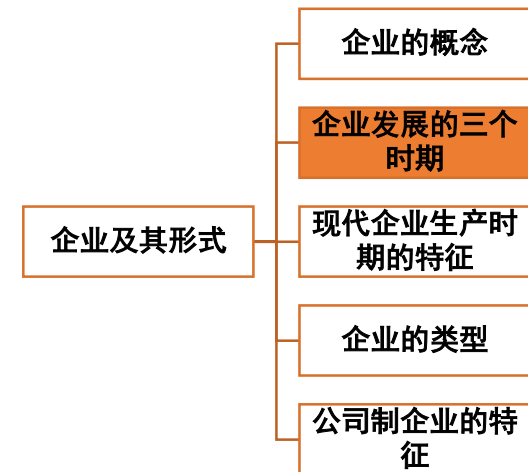 企业的概念
企业发展的三个
时期
企业及其形式
现代企业生产时
期的特征
企业的类型
公司制企业的特
征